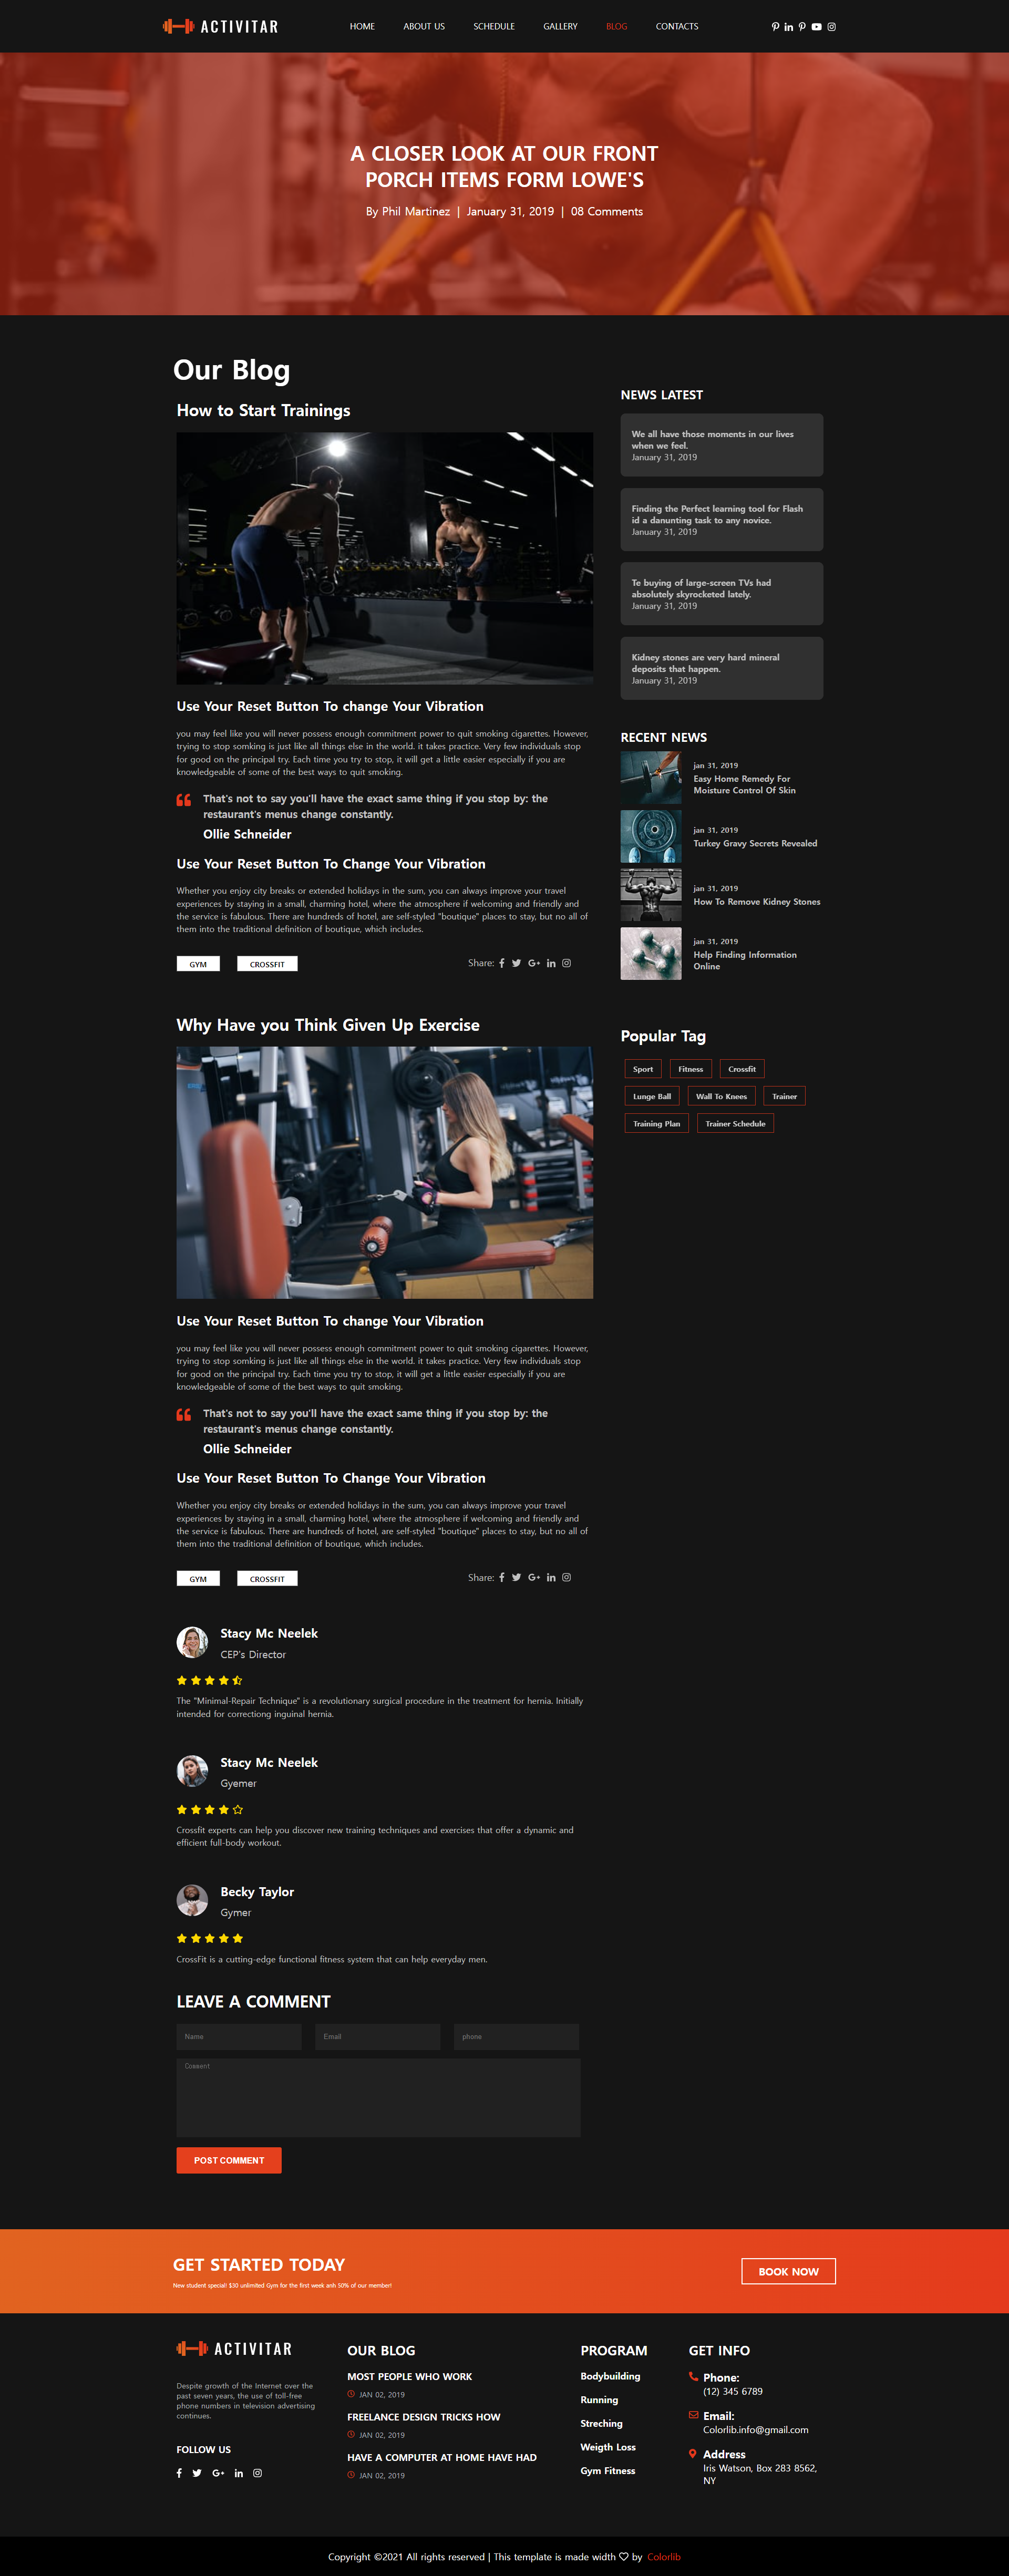 ACTIVITAR
HOME ABOUT US SCHEDULE GALLERY BLOG CONTACTS
A CLOSER LOOK AT OUR FRONT
PORCH ITEMS FORM LOWE'S
By Phil Martinez | January 31, 2019 | 08 Comments
Our Blog
How to Start Trainings
Use Your Reset Button To change Your Vibration
you may feel like you will never possess enough commitment power to quit smoking cigarettes. However,
trying to stop somking is just like all things else in the world. it takes practice. Very few individuals stop
for good on the principal try. Each time you try to stop, it will get a little easier especially if you are
knowledgeable of some of the best ways to quit smoking.
That's not to say you'll have the exact same thing if you stop by: the
restaurant's menus change constantly.
Ollie Schneider
Use Your Reset Button To Change Your Vibration
Whether you enjoy city breaks or extended holidays in the sum, you can always improve your travel
experiences by staying in a small, charming hotel, where the atmosphere if welcoming and friendly and
the service is fabulous. There are hundreds of hotel, are self-styled "boutique" places to stay, but no all of
them into the traditional definition of boutique, which includes.
GYM CROSSFIT Share:
Why Have you Think Given Up Exercise
Use Your Reset Button To change Your Vibration
you may feel like you will never possess enough commitment power to quit smoking cigarettes. However,
trying to stop somking is just like all things else in the world. it takes practice. Very few individuals stop
for good on the principal try. Each time you try to stop, it will get a little easier especially if you are
knowledgeable of some of the best ways to quit smoking.
That's not to say you'll have the exact same thing if you stop by: the
restaurant's menus change constantly.
Ollie Schneider
Use Your Reset Button To Change Your Vibration
Whether you enjoy city breaks or extended holidays in the sum, you can always improve your travel
experiences by staying in a small, charming hotel, where the atmosphere if welcoming and friendly and
the service is fabulous. There are hundreds of hotel, are self-styled "boutique" places to stay, but no all of
them into the traditional definition of boutique, which includes.
GYM CROSSFIT Share:
Stacy Mc Neelek
CEP's Director
The "Minimal-Repair Technique" is a revolutionary surgical procedure in the treatment for hernia. Initially
intended for correctiong inguinal hernia.
Stacy Mc Neelek
Gyemer
Crossfit experts can help you discover new training techniques and exercises that offer a dynamic and
efficient full-body workout.
Becky Taylor
Gymer
CrossFit is a cutting-edge functional fitness system that can help everyday men.
LEAVE A COMMENT
Name Email phone
Comment
POST COMMENT
NEWS LATEST
We all have those moments in our lives
when we feel.
January 31, 2019
Finding the Perfect learning tool for Flash
id a danunting task to any novice.
January 31, 2019
Te buying of large-screen TVs had
absolutely skyrocketed lately.
January 31, 2019
Kidney stones are very hard mineral
deposits that happen.
January 31, 2019
RECENT NEWS
jan 31, 2019
Easy Home Remedy For
Moisture Control Of Skin
jan 31, 2019
Turkey Gravy Secrets Revealed
jan 31, 2019
How To Remove Kidney Stones
jan 31, 2019
Help Finding Information
Online
Popular Tag
Sport Fitness Crossfit
Lunge Ball Wall To Knees Trainer
Training Plan Trainer Schedule
GET STARTED TODAY
New student special! $30 unlimited Gym for the first week anh 50% of our member!
BOOK NOW
ACTIVITAR
Despite growth of the Internet over the
past seven years, the use of toll-free
phone numbers in television advertising
continues.
FOLLOW US
OUR BLOG
MOST PEOPLE WHO WORK
JAN 02, 2019
FREELANCE DESIGN TRICKS HOW
JAN 02, 2019
HAVE A COMPUTER AT HOME HAVE HAD
JAN 02, 2019
PROGRAM
Bodybuilding
Running
Streching
Weigth Loss
Gym Fitness
GET INFO
Phone:
(12) 345 6789
Email:
Colorlib.info@gmail.com
Address
Iris Watson, Box 283 8562,
NY
Copyright ©2021 All rights reserved | This template is made width ♡ by Colorlib